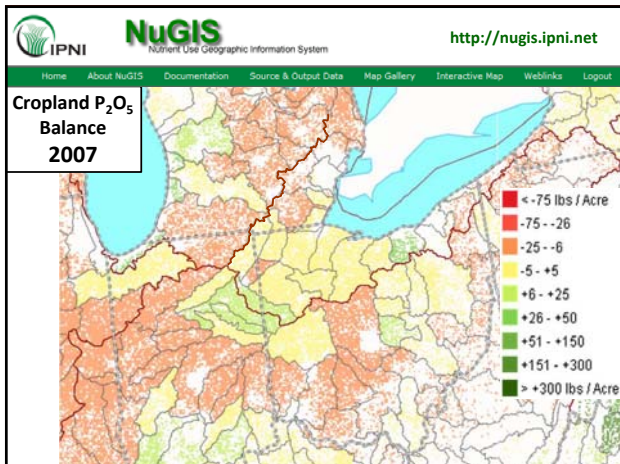 IPNI
NuGIS
Nutrient Use Geographic Information System
http://nugis.ipni.net
Home About NuGIS Documentation Source & Output Data Map Gallery Interactive Map Weblinks Logout
Cropland P₂O₅
Balance
2007
< -75 lbs / Acre
-75 - -26
-25 - -6
-5 - +5
+6 - +25
+26 - +50
+51 - +150
+151 - +300
> +300 lbs / Acre